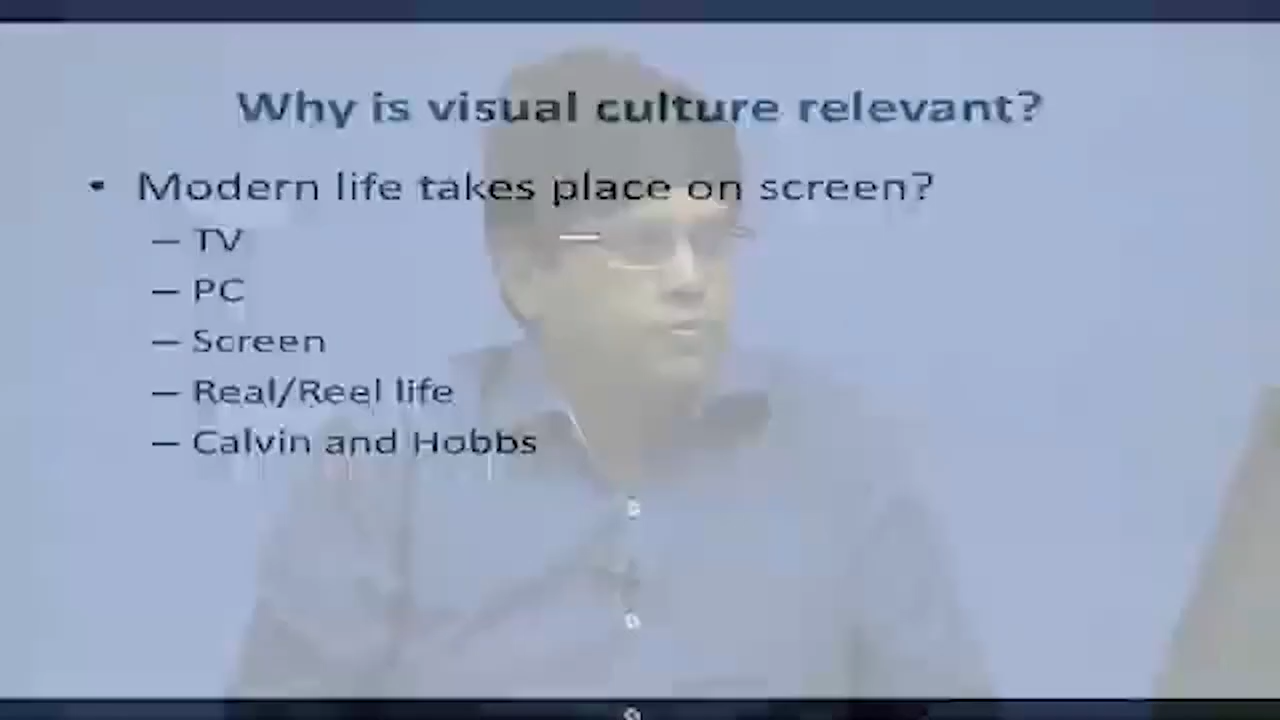 Why is visual culture relevant?
• Modern life takes place on screen?
– TV
– PC
– Screen
– Real/Reel life
– Calvin and Hobbs